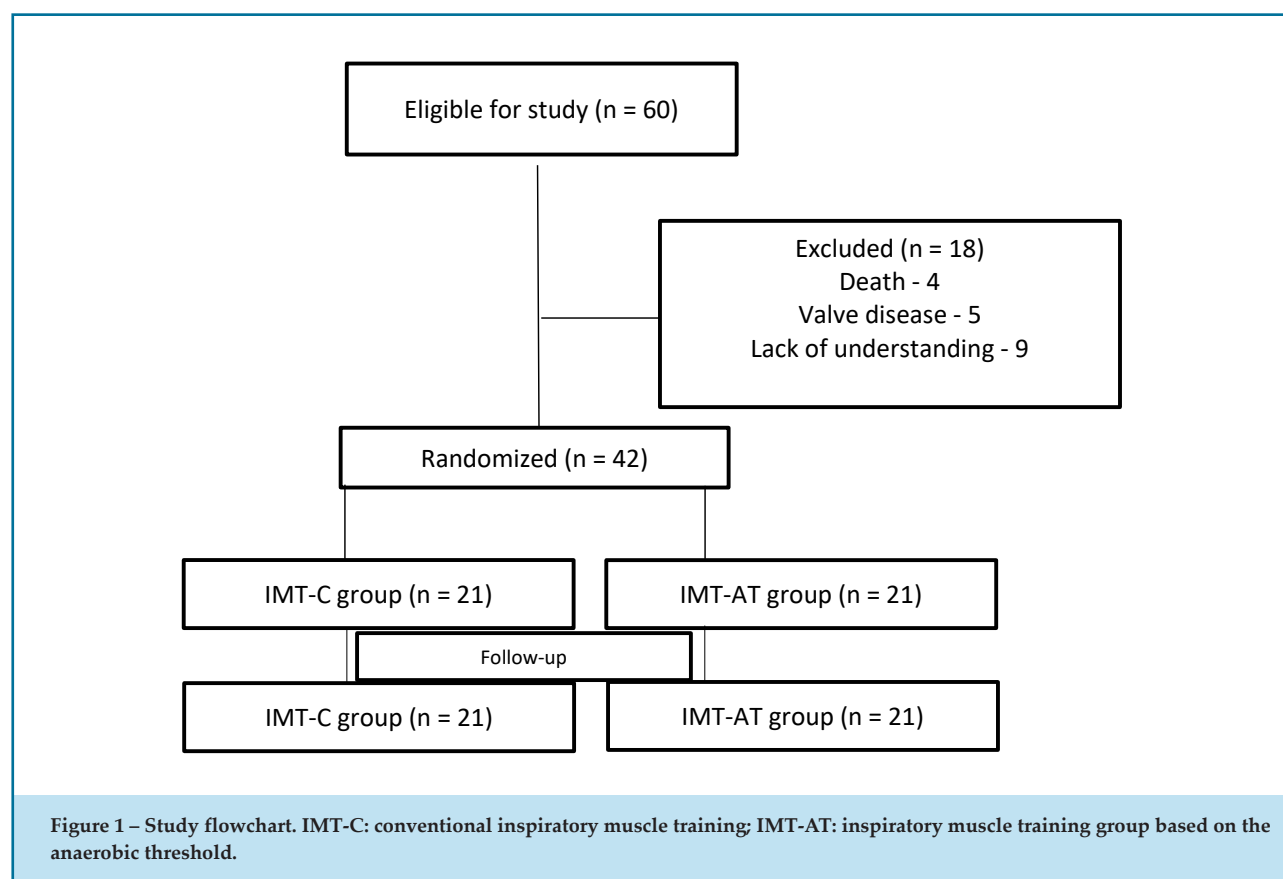 Eligible for study (n = 60)
Excluded (n = 18)
Death - 4
Valve disease - 5
Lack of understanding - 9
Randomized (n = 42)
IMT-C group (n = 21)
IMT-AT group (n = 21)
Follow-up
IMT-C group (n = 21)
IMT-AT group (n = 21)
Figure 1 – Study flowchart. IMT-C: conventional inspiratory muscle training; IMT-AT: inspiratory muscle training group based on the
anaerobic threshold.